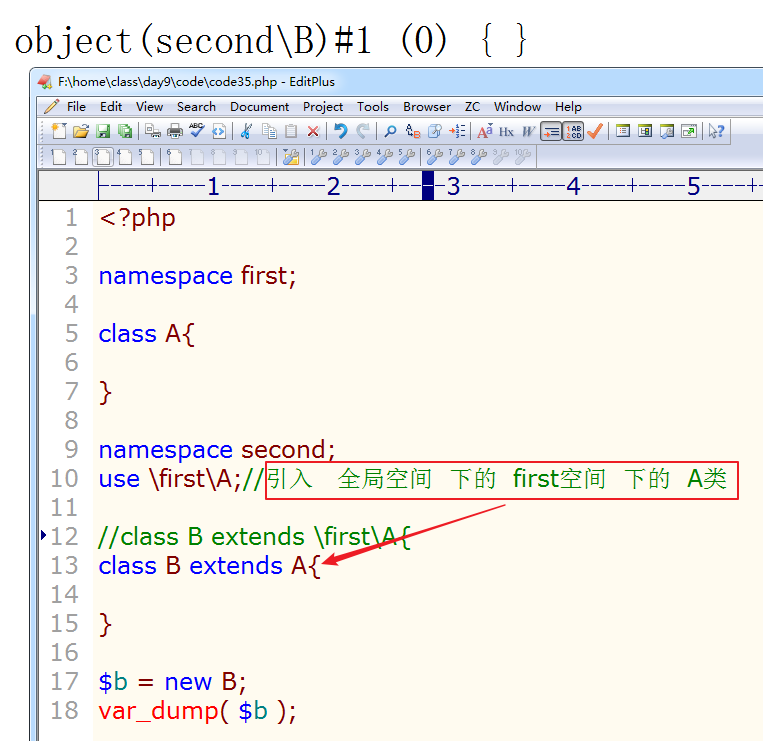 object(second\B)#1 (0) { }
F:\home\class\day9\code\code35.php - EditPlus
File Edit View Search Document Project Tools Browser ZC Window Help
----+----1----+----2----+----3----+----4----+----5----+
1 <?php
2
3 namespace first;
4
5 class A{
6
7 }
8
9 namespace second;
10 use \first\A;//引入 全局空间 下的 first空间 下的 A类
11
12 //class B extends \first\A{
13 class B extends A{
14
15 }
16
17 $b = new B;
18 var_dump( $b );